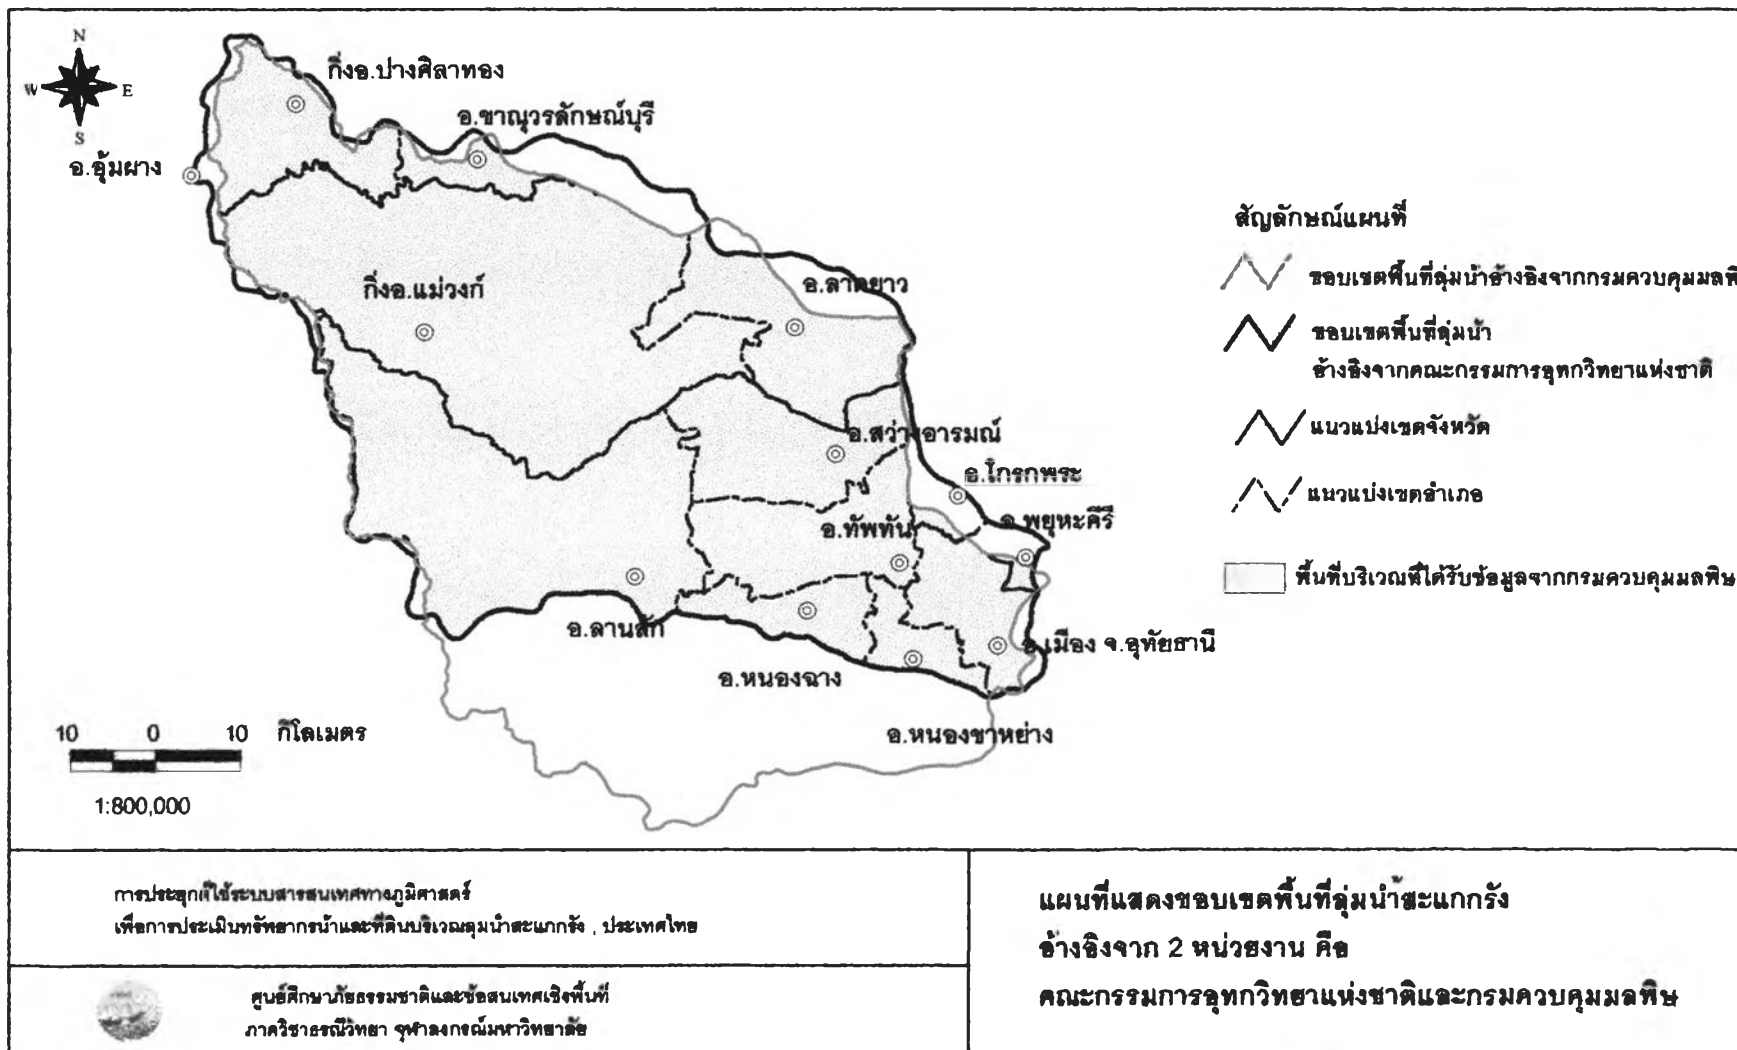 N
W
E
S
กิ่งอ.ปางศิลาทอง
อ.ขาณุวรลักษณ์บุรี
อ.อุ้มผาง
กิ่งอ.แม่วงก์
อ.ลาดยาว
อ.สว่างอารมณ์
อ.โกรกพระ
อ.พยุหะคีรี
อ.ทัพทัน
อ.ลานสัก
อ.เมือง จ.อุทัยธานี
อ.หนองฉาง
อ.หนองขาหย่าง
10 0 10 กิโลเมตร
1:800,000
สัญลักษณ์แผนที่
ขอบเขตพื้นที่ลุ่มน้ำอ้างอิงจากกรมควบคุมมลพิ
ขอบเขตพื้นที่ลุ่มน้ำ
อ้างอิงจากคณะกรรมการอุทกวิทยาแห่งชาติ
แนวแบ่งเขตจังหวัด
แนวแบ่งเขตอำเภอ
พื้นที่บริเวณที่ได้รับข้อมูลจากกรมควบคุมมลพิษ
การประยุกต์ใช้ระบบสารสนเทศทางภูมิศาสตร์
เพื่อการประเมินทรัพยากรน้ำและที่ดินบริเวณลุ่มน้ำสะแกกรัง , ประเทศไทย
ศูนย์ศึกษาภัยธรรมชาติและข้อสนเทศเชิงพื้นที่
ภาควิชาธรณีวิทยา จุฬาลงกรณ์มหาวิทยาลัย
แผนที่แสดงขอบเขตพื้นที่ลุ่มน้ำสะแกกรัง
อ้างอิงจาก 2 หน่วยงาน คือ
คณะกรรมการอุทกวิทยาแห่งชาติและกรมควบคุมมลพิษ